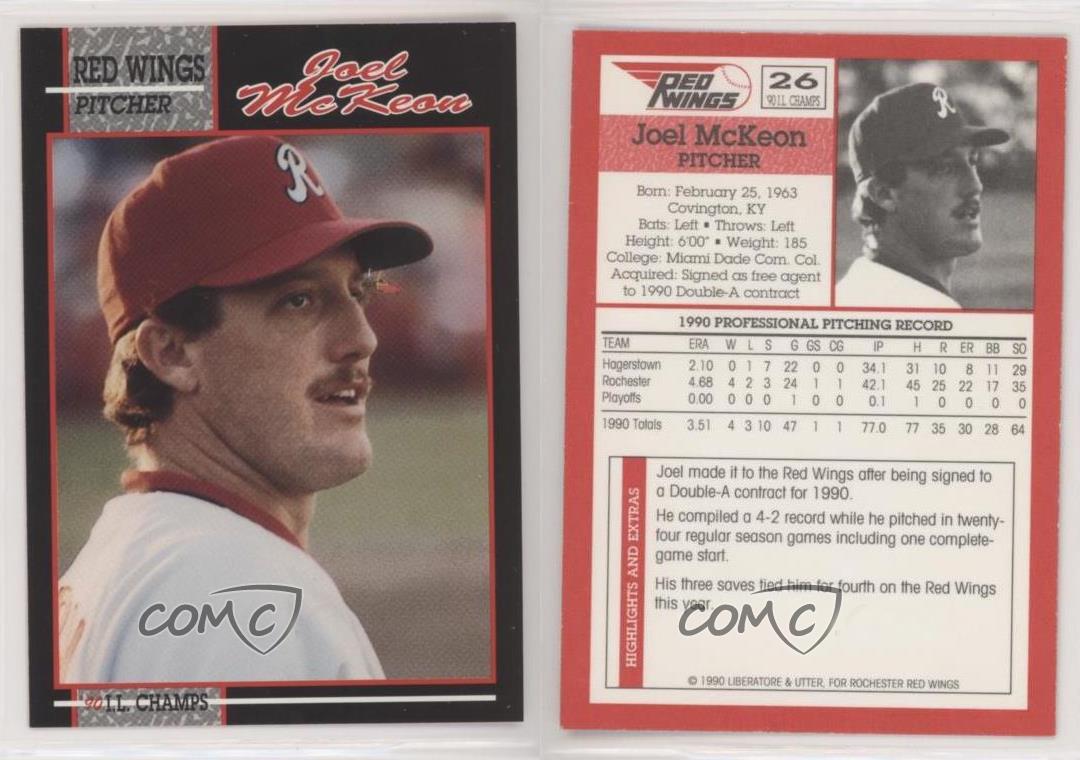 RED WINGS
PITCHER
Joel
McKeon
R
COMC
'90 I.L. CHAMPS
RED
WINGS
26
'90 I.L. CHAMPS
Joel McKeon
PITCHER
Born: February 25, 1963
Covington, KY
Bats: Left ▪ Throws: Left
Height: 6'00" ▪ Weight: 185
College: Miami Dade Com. Col.
Acquired: Signed as free agent
to 1990 Double-A contract
R
1990 PROFESSIONAL PITCHING RECORD
TEAM ERA W L S G GS CG IP H R ER BB SO
Hagerstown 2.10 0 1 7 22 0 0 34.1 31 10 8 11 29
Rochester 4.68 4 2 3 24 1 1 42.1 45 25 22 17 35
Playoffs 0.00 0 0 0 1 0 0 0.1 1 0 0 0 0
1990 Totals 3.51 4 3 10 47 1 1 77.0 77 35 30 28 64
HIGHLIGHTS AND EXTRAS
Joel made it to the Red Wings after being signed to
a Double-A contract for 1990.
He compiled a 4-2 record while he pitched in twenty-
four regular season games including one complete-
game start.
His three saves tied him for fourth on the Red Wings
this year.
COMC
© 1990 LIBERATORE & UTTER, FOR ROCHESTER RED WINGS